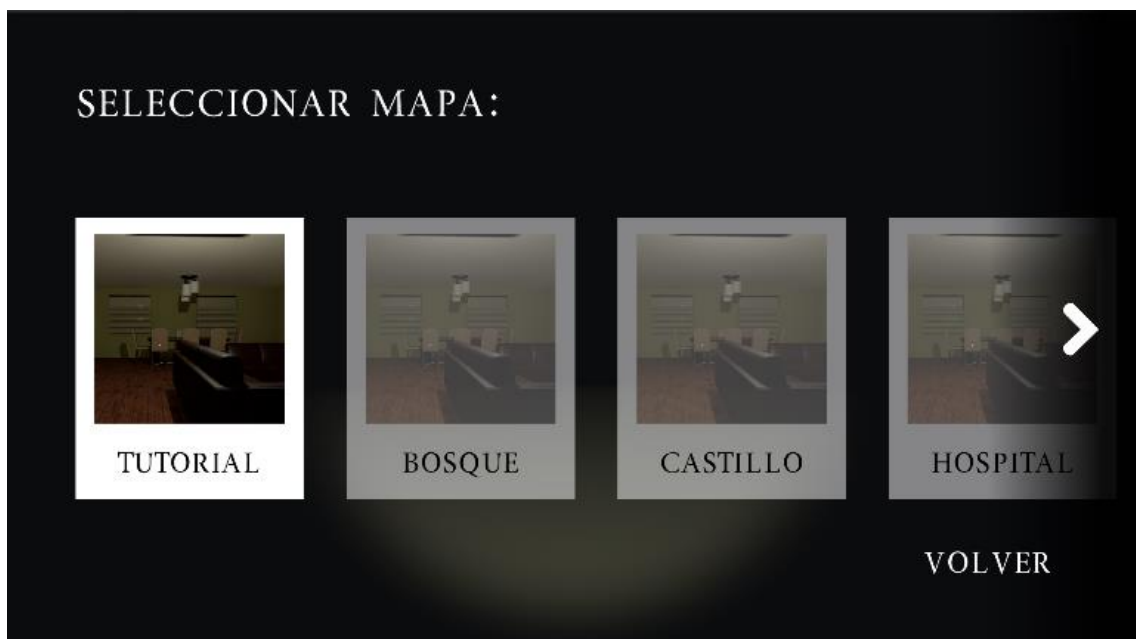 SELECCIONAR MAPA:
TUTORIAL
BOSQUE
CASTILLO
HOSPITAL
VOLVER